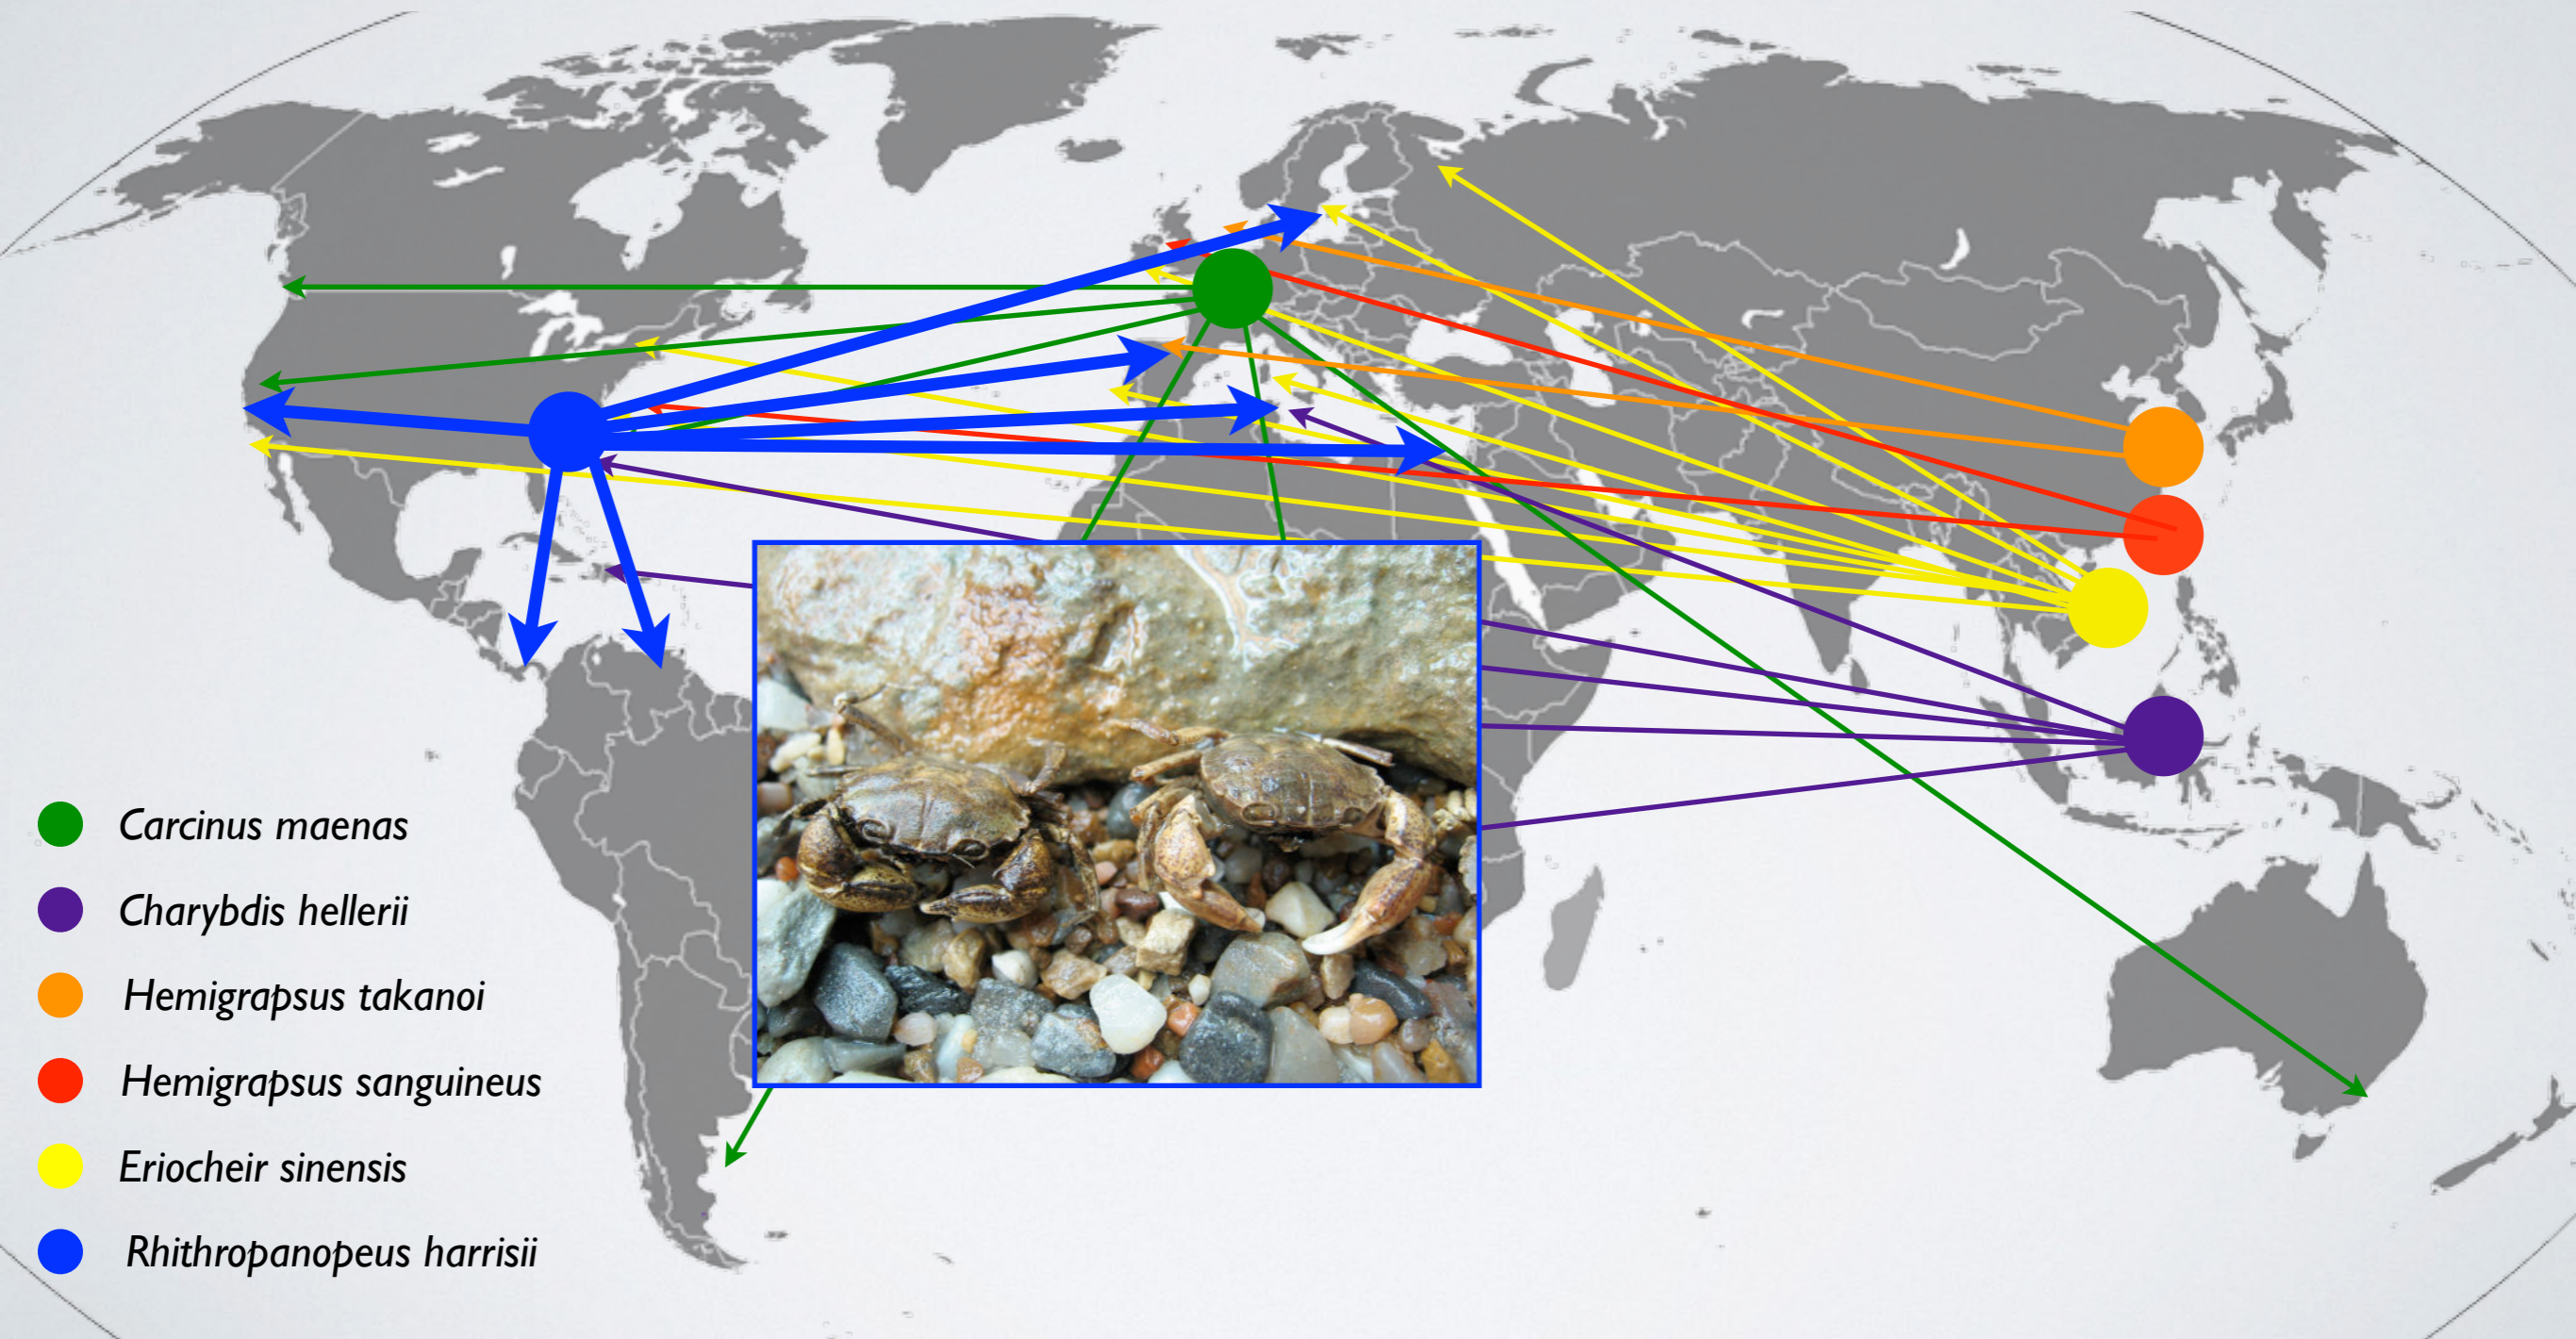 Carcinus maenas
Charybdis hellerii
Hemigrapsus takanoi
Hemigrapsus sanguineus
Eriocheir sinensis
Rhithropanopeus harrisii